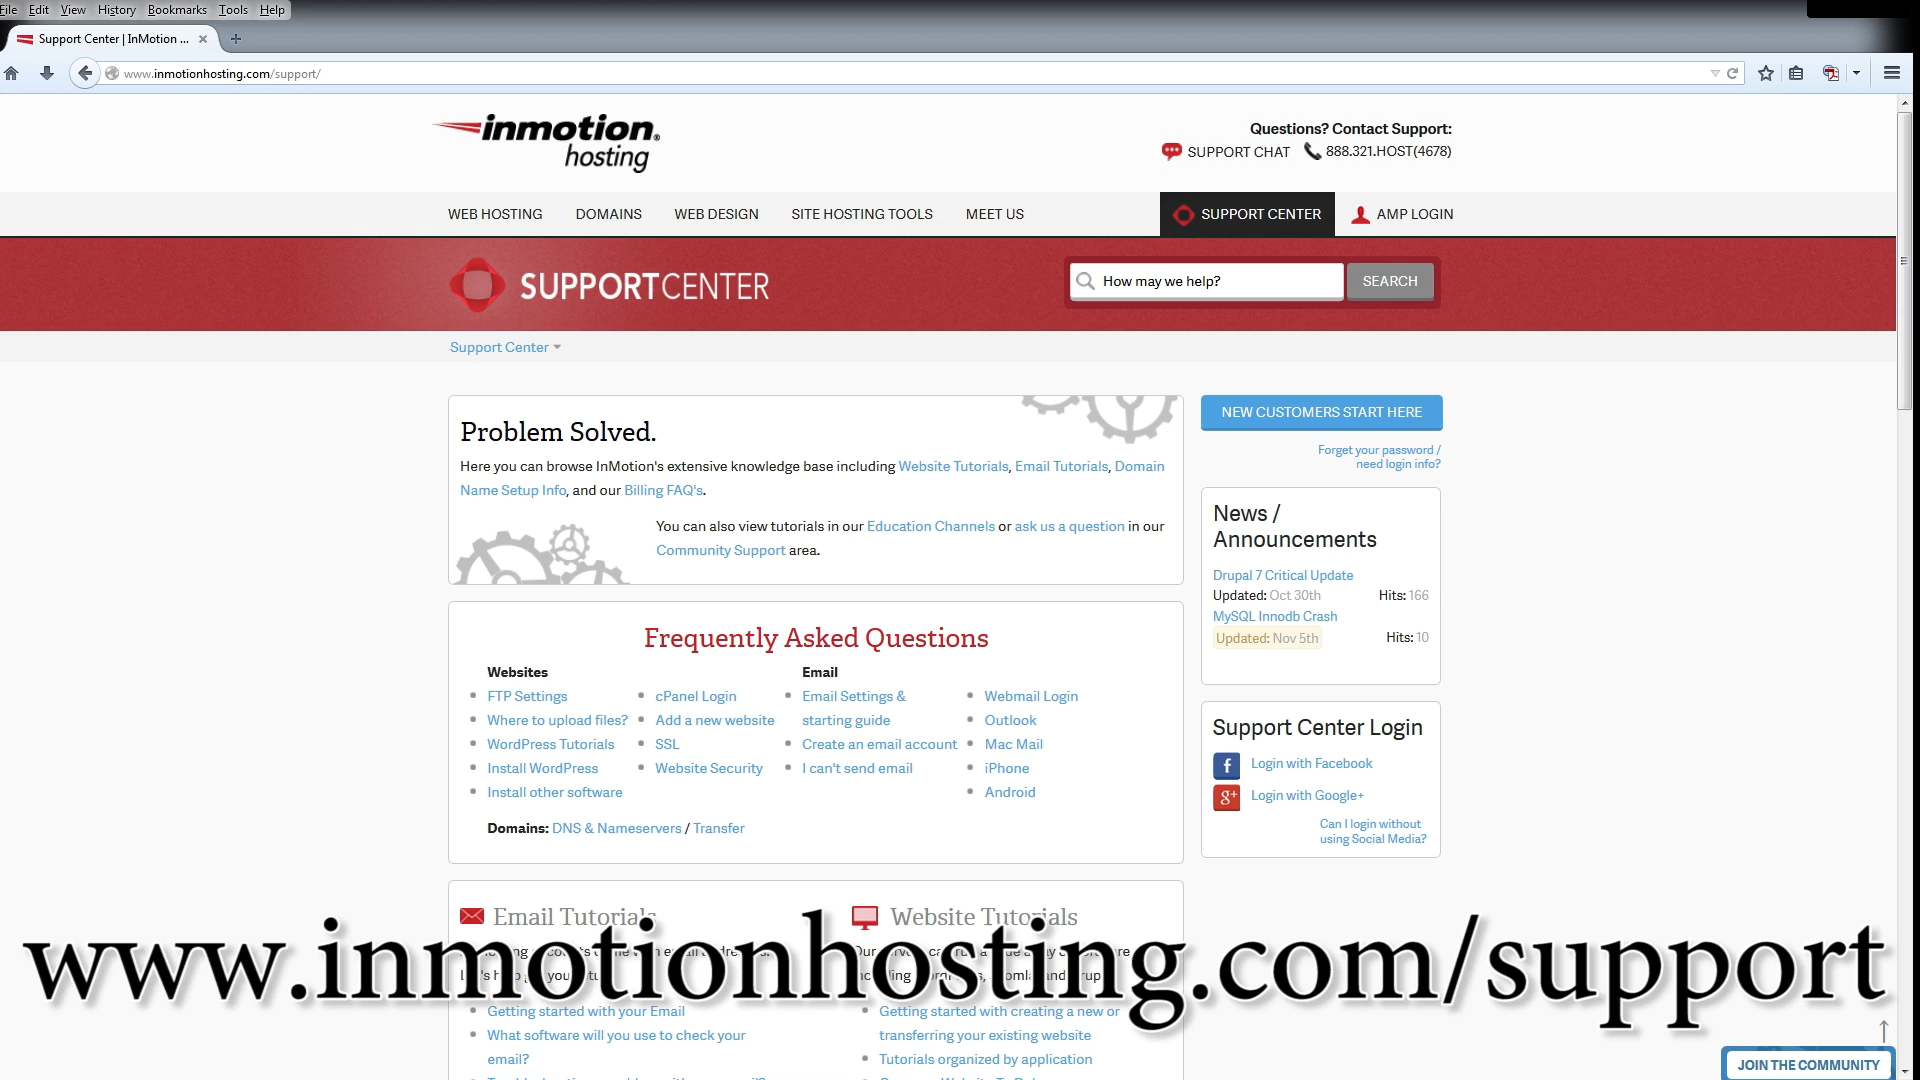 File Edit View History Bookmarks Tools Help
Support Center | InMotion ...
www.inmotionhosting.com/support/
inmotion hosting
Questions? Contact Support:
SUPPORT CHAT 888.321.HOST(4678)
WEB HOSTING DOMAINS WEB DESIGN SITE HOSTING TOOLS MEET US SUPPORT CENTER AMP LOGIN
SUPPORTCENTER
How may we help? SEARCH
Support Center
Problem Solved.
Here you can browse InMotion's extensive knowledge base including Website Tutorials, Email Tutorials, Domain
Name Setup Info, and our Billing FAQ's.
You can also view tutorials in our Education Channels or ask us a question in our
Community Support area.
NEW CUSTOMERS START HERE
Forget your password /
need login info?
News /
Announcements
Drupal 7 Critical Update
Updated: Oct 30th Hits: 166
MySQL Innodb Crash
Updated: Nov 5th Hits: 10
Frequently Asked Questions
Websites
FTP Settings
Where to upload files?
WordPress Tutorials
Install WordPress
Install other software
cPanel Login
Add a new website
SSL
Website Security
Email
Email Settings &
starting guide
Create an email account
I can't send email
Webmail Login
Outlook
Mac Mail
iPhone
Android
Domains: DNS & Nameservers / Transfer
Support Center Login
Login with Facebook
g+ Login with Google+
Can I login without
using Social Media?
Email Tutorials
Getting started with your Email
What software will you use to check your
email?
Website Tutorials
Getting started with creating a new or
transferring your existing website
Tutorials organized by application
www.inmotionhosting.com/support
JOIN THE COMMUNITY